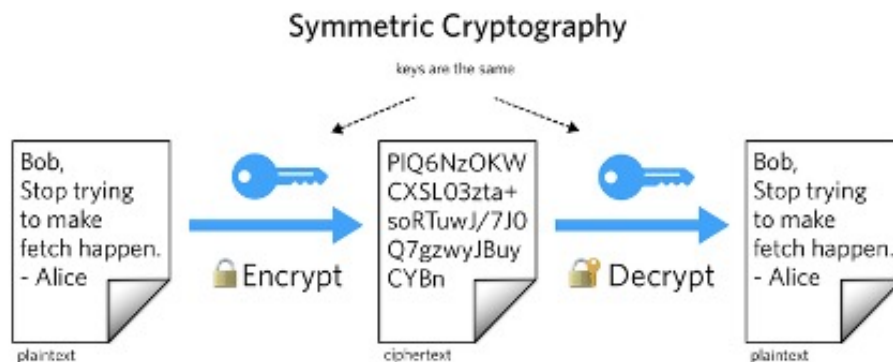 Symmetric Cryptography
keys are the same
Bob,
Stop trying
to make
fetch happen.
- Alice
plaintext
Encrypt
PIQ6NzOKW
CXSL03zta+
soRTuwJ/7J0
Q7gzwyJBuy
CYBn
ciphertext
Decrypt
Bob,
Stop trying
to make
fetch happen.
- Alice
plaintext